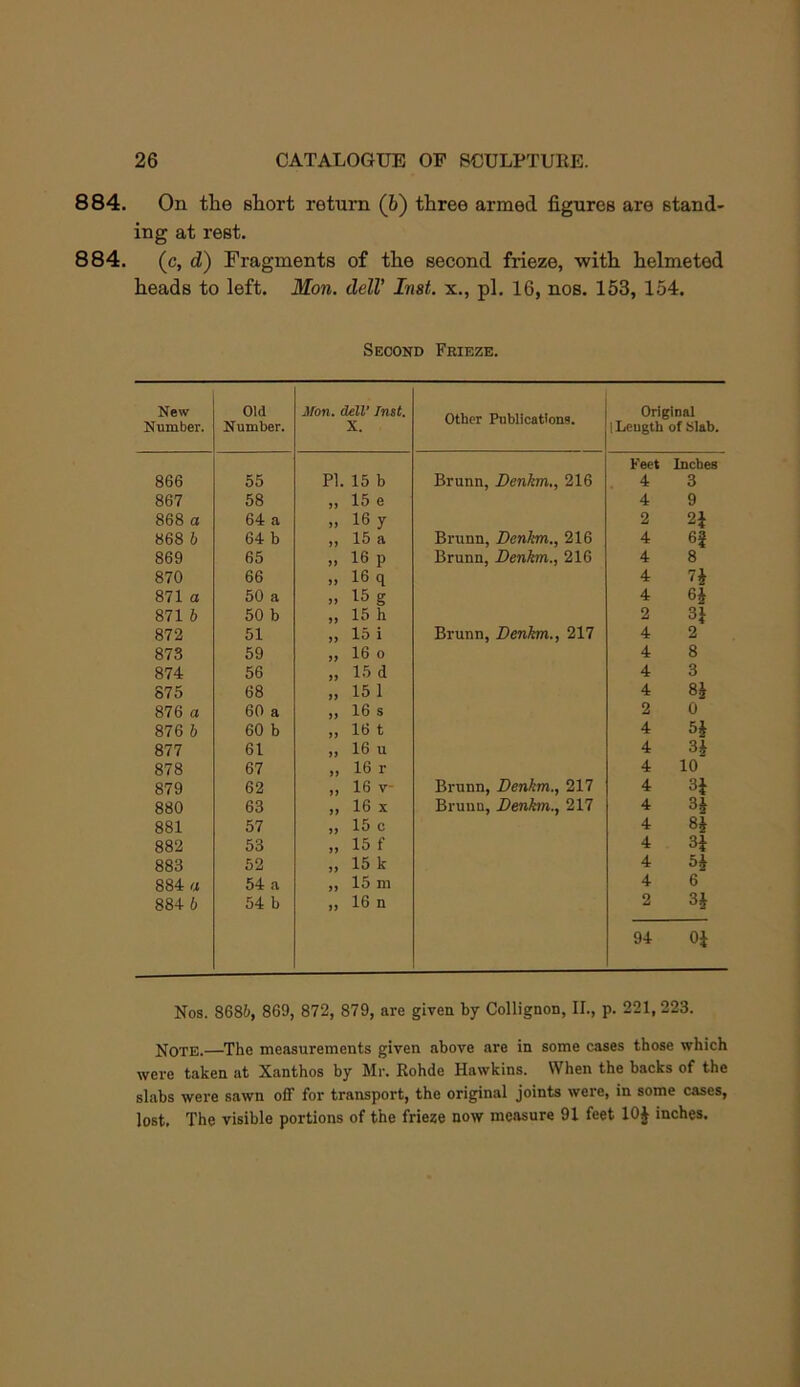 26 CATALOGUE OF SCULPTURE.
884. On the short return (b) three armed figures are stand-
ing at rest.
884. (c, d) Fragments of the second frieze, with helmeted
heads to left. Mon. dell' Inst. x., pl. 16, nos. 153, 154.
SECOND FRIEZE.
New Number. Old Number. Mon. dell' Inst. X. Other Publications. Original Length of Slab.
Feet Inches
866 55 Pl. 15 b Brunn, Denkm., 216 4 3
867 58 „ 15 e 4 9
868 a 64 a „ 16 y 2 2¼
868 b 64 b „ 15 a Brunn, Denkm., 216 4 6¾
869 65 „ 16 p Brunn, Denkm., 216 4 8
870 66 „ 16 q 4 7½
871 a 50 a „ 15 g 4 6½
871 b 50 b „ 15 h 2 3¼
872 51 „ 15 i Brunn, Denkm., 217 4 2
873 59 „ 16 o 4 8
874 56 „ 15 d 4 3
875 68 „ 15 l 4 8½
876 a 60 a „ 16 s 2 0
876 b 60 b „ 16 t 4 5½
877 61 „ 16 u 4 3½
878 67 „ 16 r 4 10
879 62 „ 16 v Brunn, Denkm., 217 4 3¼
880 63 „ 16 x Brunn, Denkm., 217 4 3½
881 57 „ 15 c 4 8½
882 53 „ 15 f 4 3¼
883 52 „ 15 k 4 5½
884 a 54 a „ 15 m 4 6
884 b 54 b „ 16 n 2 3½
94 0¼
Nos. 868b, 869, 872, 879, are given by Collignon, II., p. 221, 223.
NOTE.—The measurements given above are in some cases those which
were taken at Xanthos by Mr. Rohde Hawkins. When the backs of the
slabs were sawn off for transport, the original joints were, in some cases,
lost. The visible portions of the frieze now measure 91 feet 10½ inches.